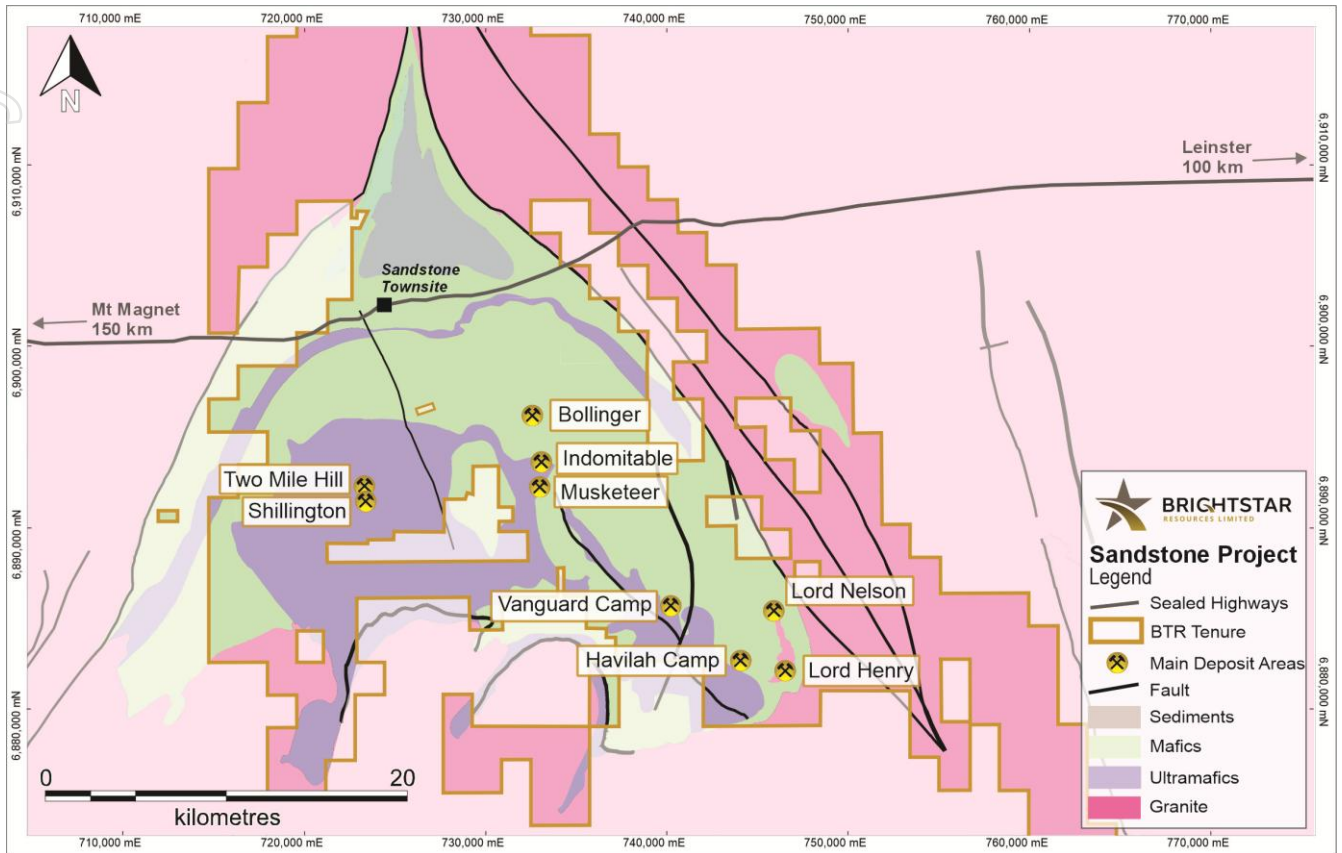 710,000 mE
720,000 mE
730,000 mE
740,000 mE
750,000 mE
760,000 mE
770,000 mE
N
6,910,000 mN
6,910,000 mN
Leinster
100 km
Sandstone
Townsite
Mt Magnet
150 km
6,900,000 mN
6,900,000 mN
Bollinger
Indomitable
Two Mile Hill
Musketeer
Shillington
6,890,000 mN
6,890,000 mN
Vanguard Camp
Lord Nelson
Havilah Camp
Lord Henry
6,880,000 mN
6,880,000 mN
BRIGHTSTAR
RESOURCES LIMITED
Sandstone Project
Legend
Sealed Highways
BTR Tenure
Main Deposit Areas
Fault
Sediments
Mafics
Ultramafics
Granite
0 20
kilometres
710,000 mE
720,000 mE
730,000 mE
740,000 mE
750,000 mE
760,000 mE
770,000 mE